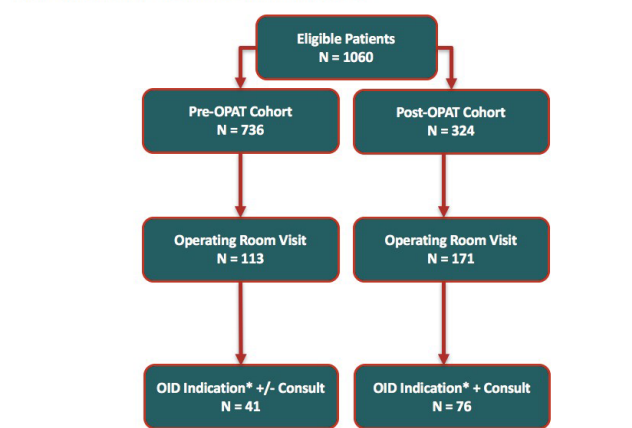 Eligible Patients
N = 1060
Pre-OPAT Cohort
N = 736
Post-OPAT Cohort
N = 324
Operating Room Visit
N = 113
Operating Room Visit
N = 171
OID Indication* +/- Consult
N = 41
OID Indication* + Consult
N = 76